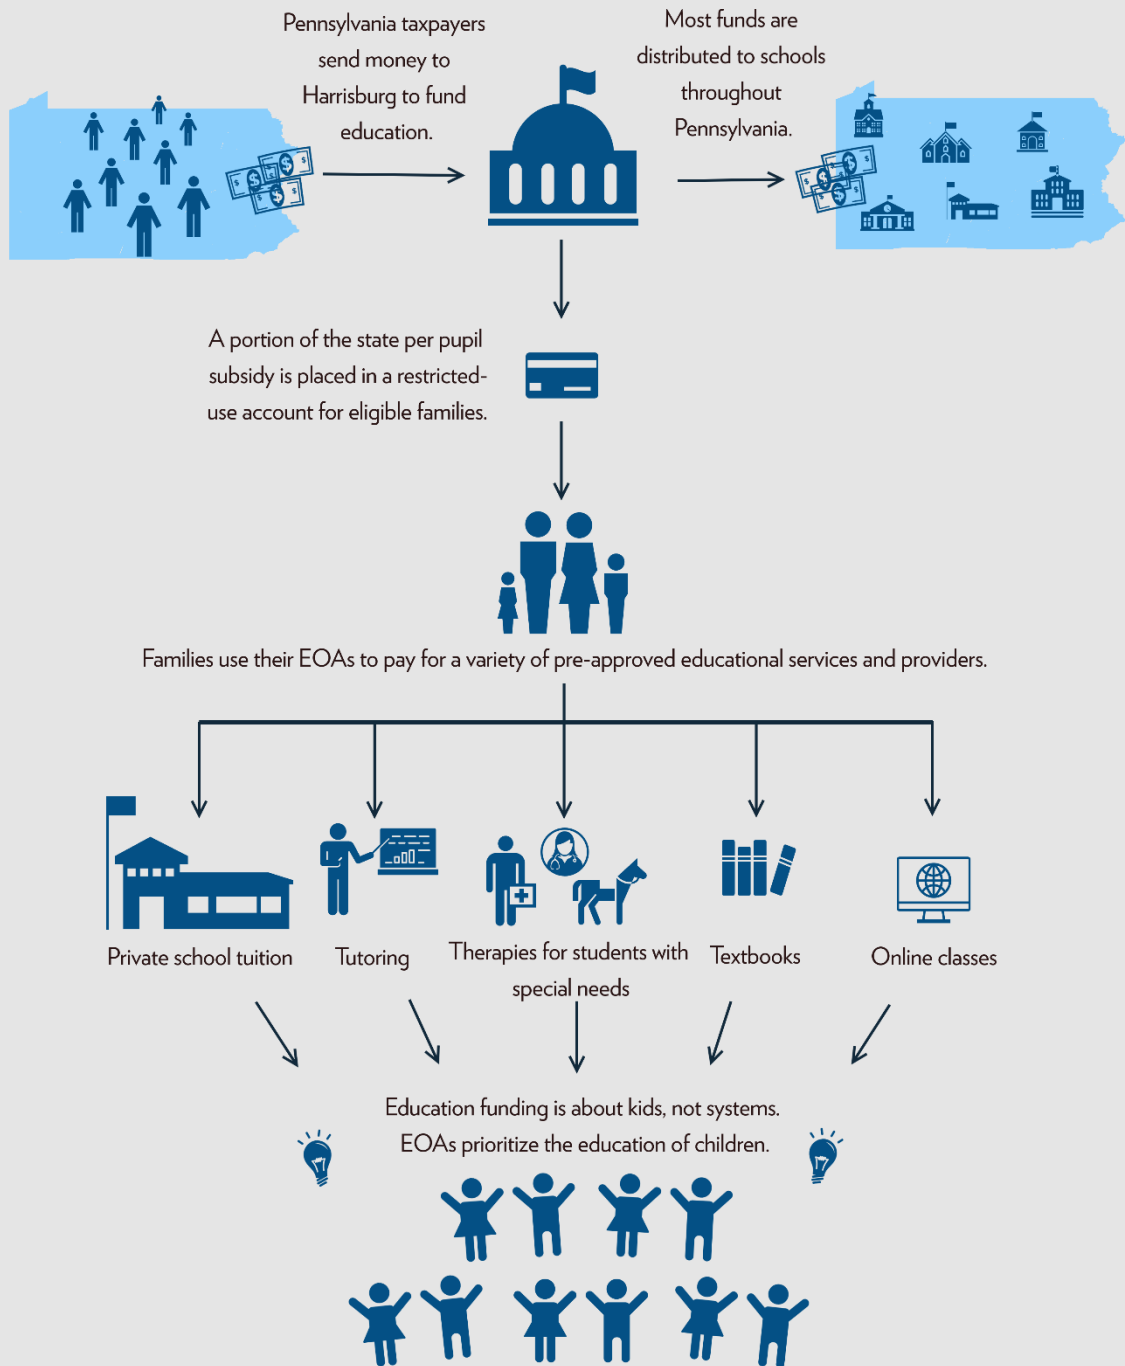 Pennsylvania taxpayers
send money to
Harrisburg to fund
education.
Most funds are
distributed to schools
throughout
Pennsylvania.
A portion of the state per pupil
subsidy is placed in a restricted-
use account for eligible families.
Families use their EOAs to pay for a variety of pre-approved educational services and providers.
Private school tuition
Tutoring
Therapies for students with
special needs
Textbooks
Online classes
Education funding is about kids, not systems.
EOAs prioritize the education of children.